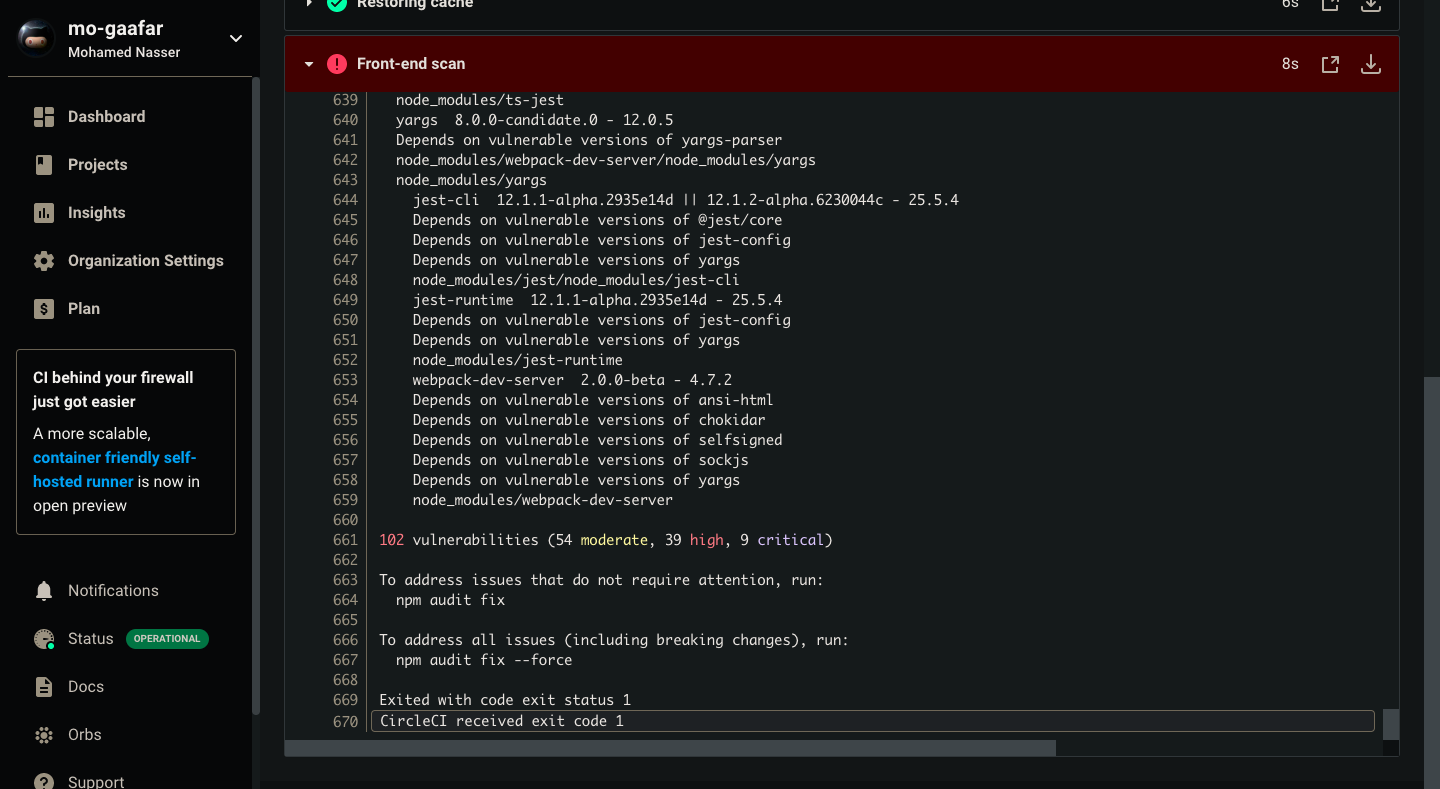 mo-gaafar
Mohamed Nasser
Dashboard
Projects
Insights
Organization Settings
Plan
CI behind your firewall
just got easier
A more scalable,
container friendly self-
hosted runner is now in
open preview
Notifications
Status OPERATIONAL
Docs
Orbs
Support
Restoring cache 6s
Front-end scan 8s
639 node_modules/ts-jest
640 yargs  8.0.0-candidate.0 - 12.0.5
641 Depends on vulnerable versions of yargs-parser
642 node_modules/webpack-dev-server/node_modules/yargs
643 node_modules/yargs
644 jest-cli  12.1.1-alpha.2935e14d || 12.1.2-alpha.6230044c - 25.5.4
645 Depends on vulnerable versions of @jest/core
646 Depends on vulnerable versions of jest-config
647 Depends on vulnerable versions of yargs
648 node_modules/jest/node_modules/jest-cli
649 jest-runtime  12.1.1-alpha.2935e14d - 25.5.4
650 Depends on vulnerable versions of jest-config
651 Depends on vulnerable versions of yargs
652 node_modules/jest-runtime
653 webpack-dev-server  2.0.0-beta - 4.7.2
654 Depends on vulnerable versions of ansi-html
655 Depends on vulnerable versions of chokidar
656 Depends on vulnerable versions of selfsigned
657 Depends on vulnerable versions of sockjs
658 Depends on vulnerable versions of yargs
659 node_modules/webpack-dev-server
660
661 102 vulnerabilities (54 moderate, 39 high, 9 critical)
662
663 To address issues that do not require attention, run:
664 npm audit fix
665
666 To address all issues (including breaking changes), run:
667 npm audit fix --force
668
669 Exited with code exit status 1
670 CircleCI received exit code 1